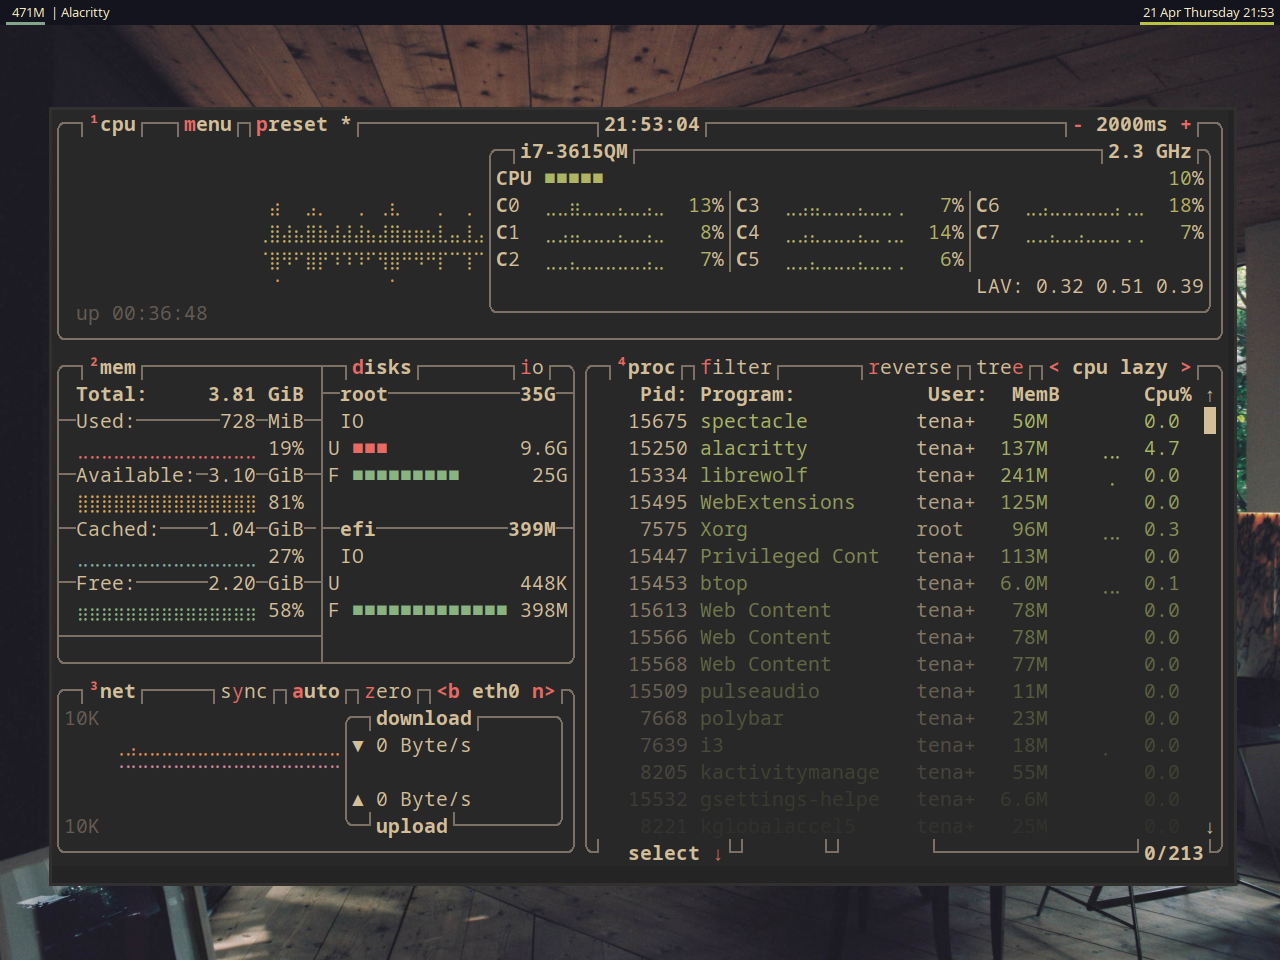 471M | Alacritty 21 Apr Thursday 21:53
¹cpu menu preset * 21:53:04 - 2000ms +
i7-3615QM 2.3 GHz
CPU 10%
C0 13% C3 7% C6 18%
C1 8% C4 14% C7 7%
C2 7% C5 6%
LAV: 0.32 0.51 0.39
up 00:36:48
²mem disks io
Total: 3.81 GiB root 35G
Used: 728 MiB IO
19% U 9.6G
Available: 3.10 GiB F 25G
81%
Cached: 1.04 GiB efi 399M
27% IO
Free: 2.20 GiB U 448K
58% F 398M
³net sync auto zero <b eth0 n>
10K download
▼ 0 Byte/s
▲ 0 Byte/s
10K upload
⁴proc filter reverse tree < cpu lazy >
Pid: Program: User: MemB Cpu% ↑
15675 spectacle tena+ 50M 0.0
15250 alacritty tena+ 137M 4.7
15334 librewolf tena+ 241M 0.0
15495 WebExtensions tena+ 125M 0.0
7575 Xorg root 96M 0.3
15447 Privileged Cont tena+ 113M 0.0
15453 btop tena+ 6.0M 0.1
15613 Web Content tena+ 78M 0.0
15566 Web Content tena+ 78M 0.0
15568 Web Content tena+ 77M 0.0
15509 pulseaudio tena+ 11M 0.0
7668 polybar tena+ 23M 0.0
7639 i3 tena+ 18M 0.0
8205 kactivitymanage tena+ 55M 0.0
15532 gsettings-helpe tena+ 6.6M 0.0
8221 kglobalaccel5 tena+ 25M 0.0 ↓
select ↓ 0/213